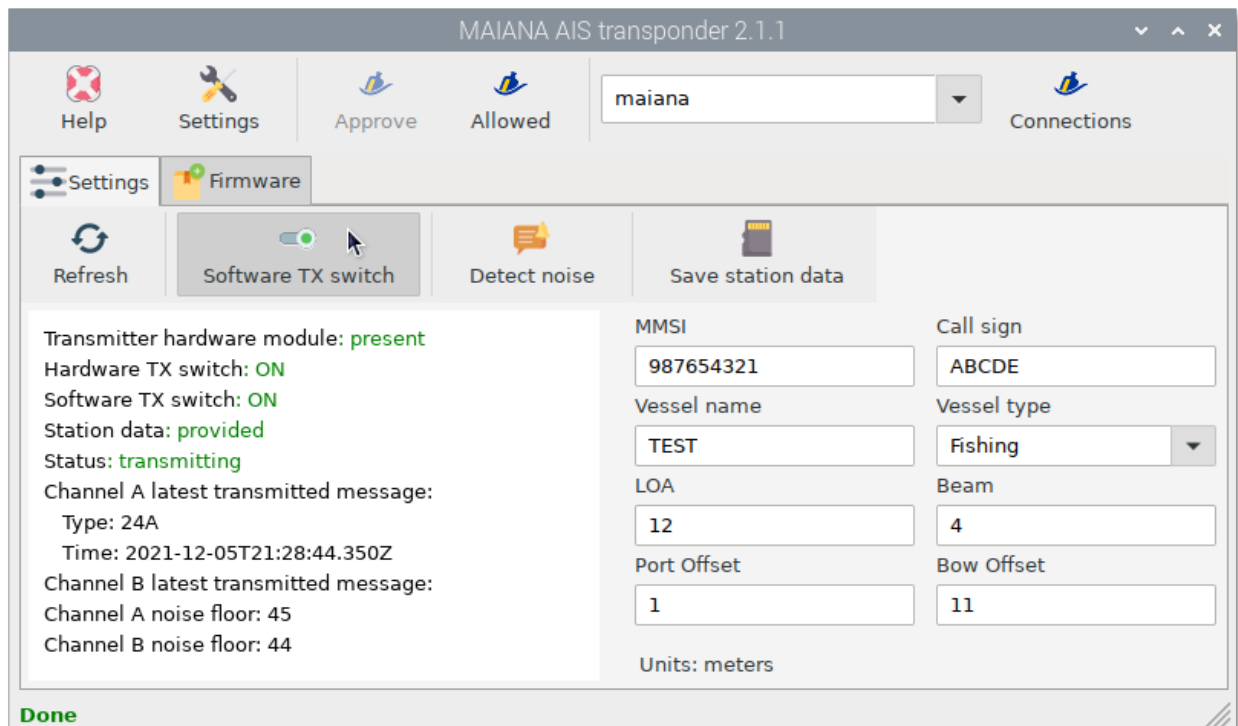 MAIANA AIS transponder 2.1.1
Help
Settings
Approve
Allowed
maiana
Connections
Settings
Firmware
Refresh
Software TX switch
Detect noise
Save station data
Transmitter hardware module: present
Hardware TX switch: ON
Software TX switch: ON
Station data: provided
Status: transmitting
Channel A latest transmitted message:
Type: 24A
Time: 2021-12-05T21:28:44.350Z
Channel B latest transmitted message:
Channel A noise floor: 45
Channel B noise floor: 44
MMSI
987654321
Call sign
ABCDE
Vessel name
TEST
Vessel type
Fishing
LOA
12
Beam
4
Port Offset
1
Bow Offset
11
Units: meters
Done